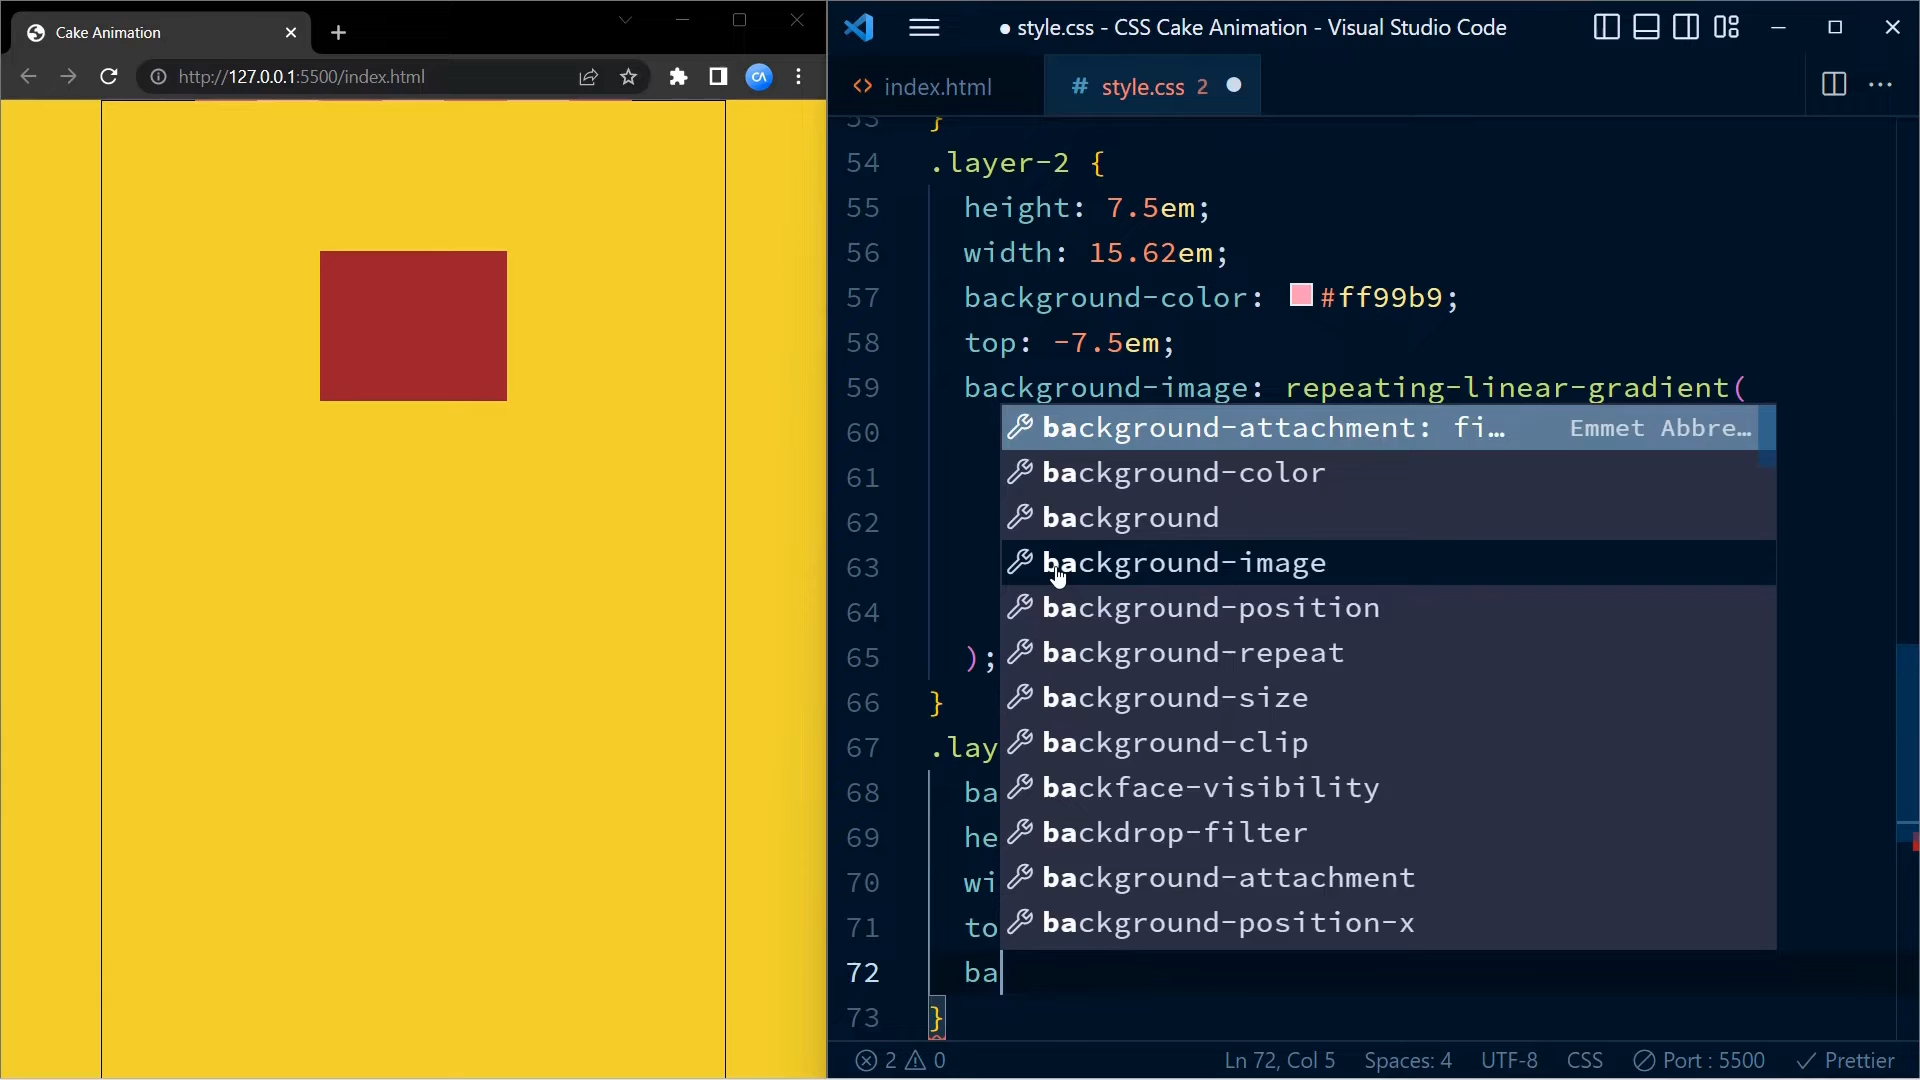 Cake Animation
http://127.0.0.1:5500/index.html
CA
● style.css - CSS Cake Animation - Visual Studio Code
<> index.html
# style.css 2 ●
53 }
54 .layer-2 {
55 height: 7.5em;
56 width: 15.62em;
57 background-color: #ff99b9;
58 top: -7.5em;
59 background-image: repeating-linear-gradient(
60
61
62
63
64
65 );
66 }
67 .lay
68 ba
69 he
70 wi
71 to
72 ba
73 }
background-attachment: fi… Emmet Abbre…
background-color
background
background-image
background-position
background-repeat
background-size
background-clip
backface-visibility
backdrop-filter
background-attachment
background-position-x
2 0 Ln 72, Col 5 Spaces: 4 UTF-8 CSS Port : 5500 Prettier